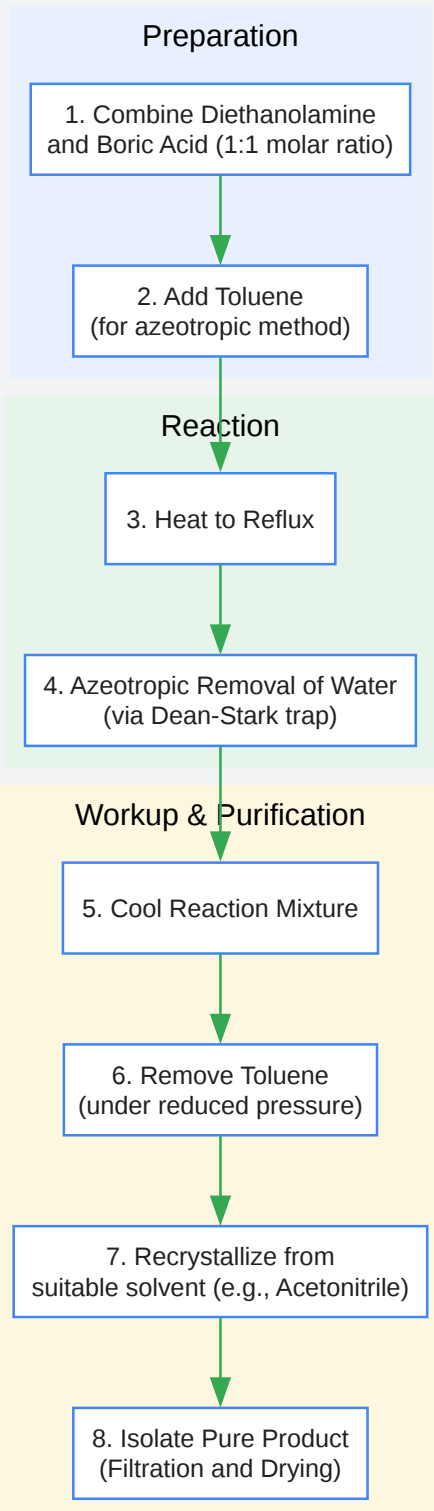 Preparation
1. Combine Diethanolamine
and Boric Acid (1:1 molar ratio)
2. Add Toluene
(for azeotropic method)
Reaction
3. Heat to Reflux
4. Azeotropic Removal of Water
(via Dean-Stark trap)
Workup & Purification
5. Cool Reaction Mixture
6. Remove Toluene
(under reduced pressure)
7. Recrystallize from
suitable solvent (e.g., Acetonitrile)
8. Isolate Pure Product
(Filtration and Drying)